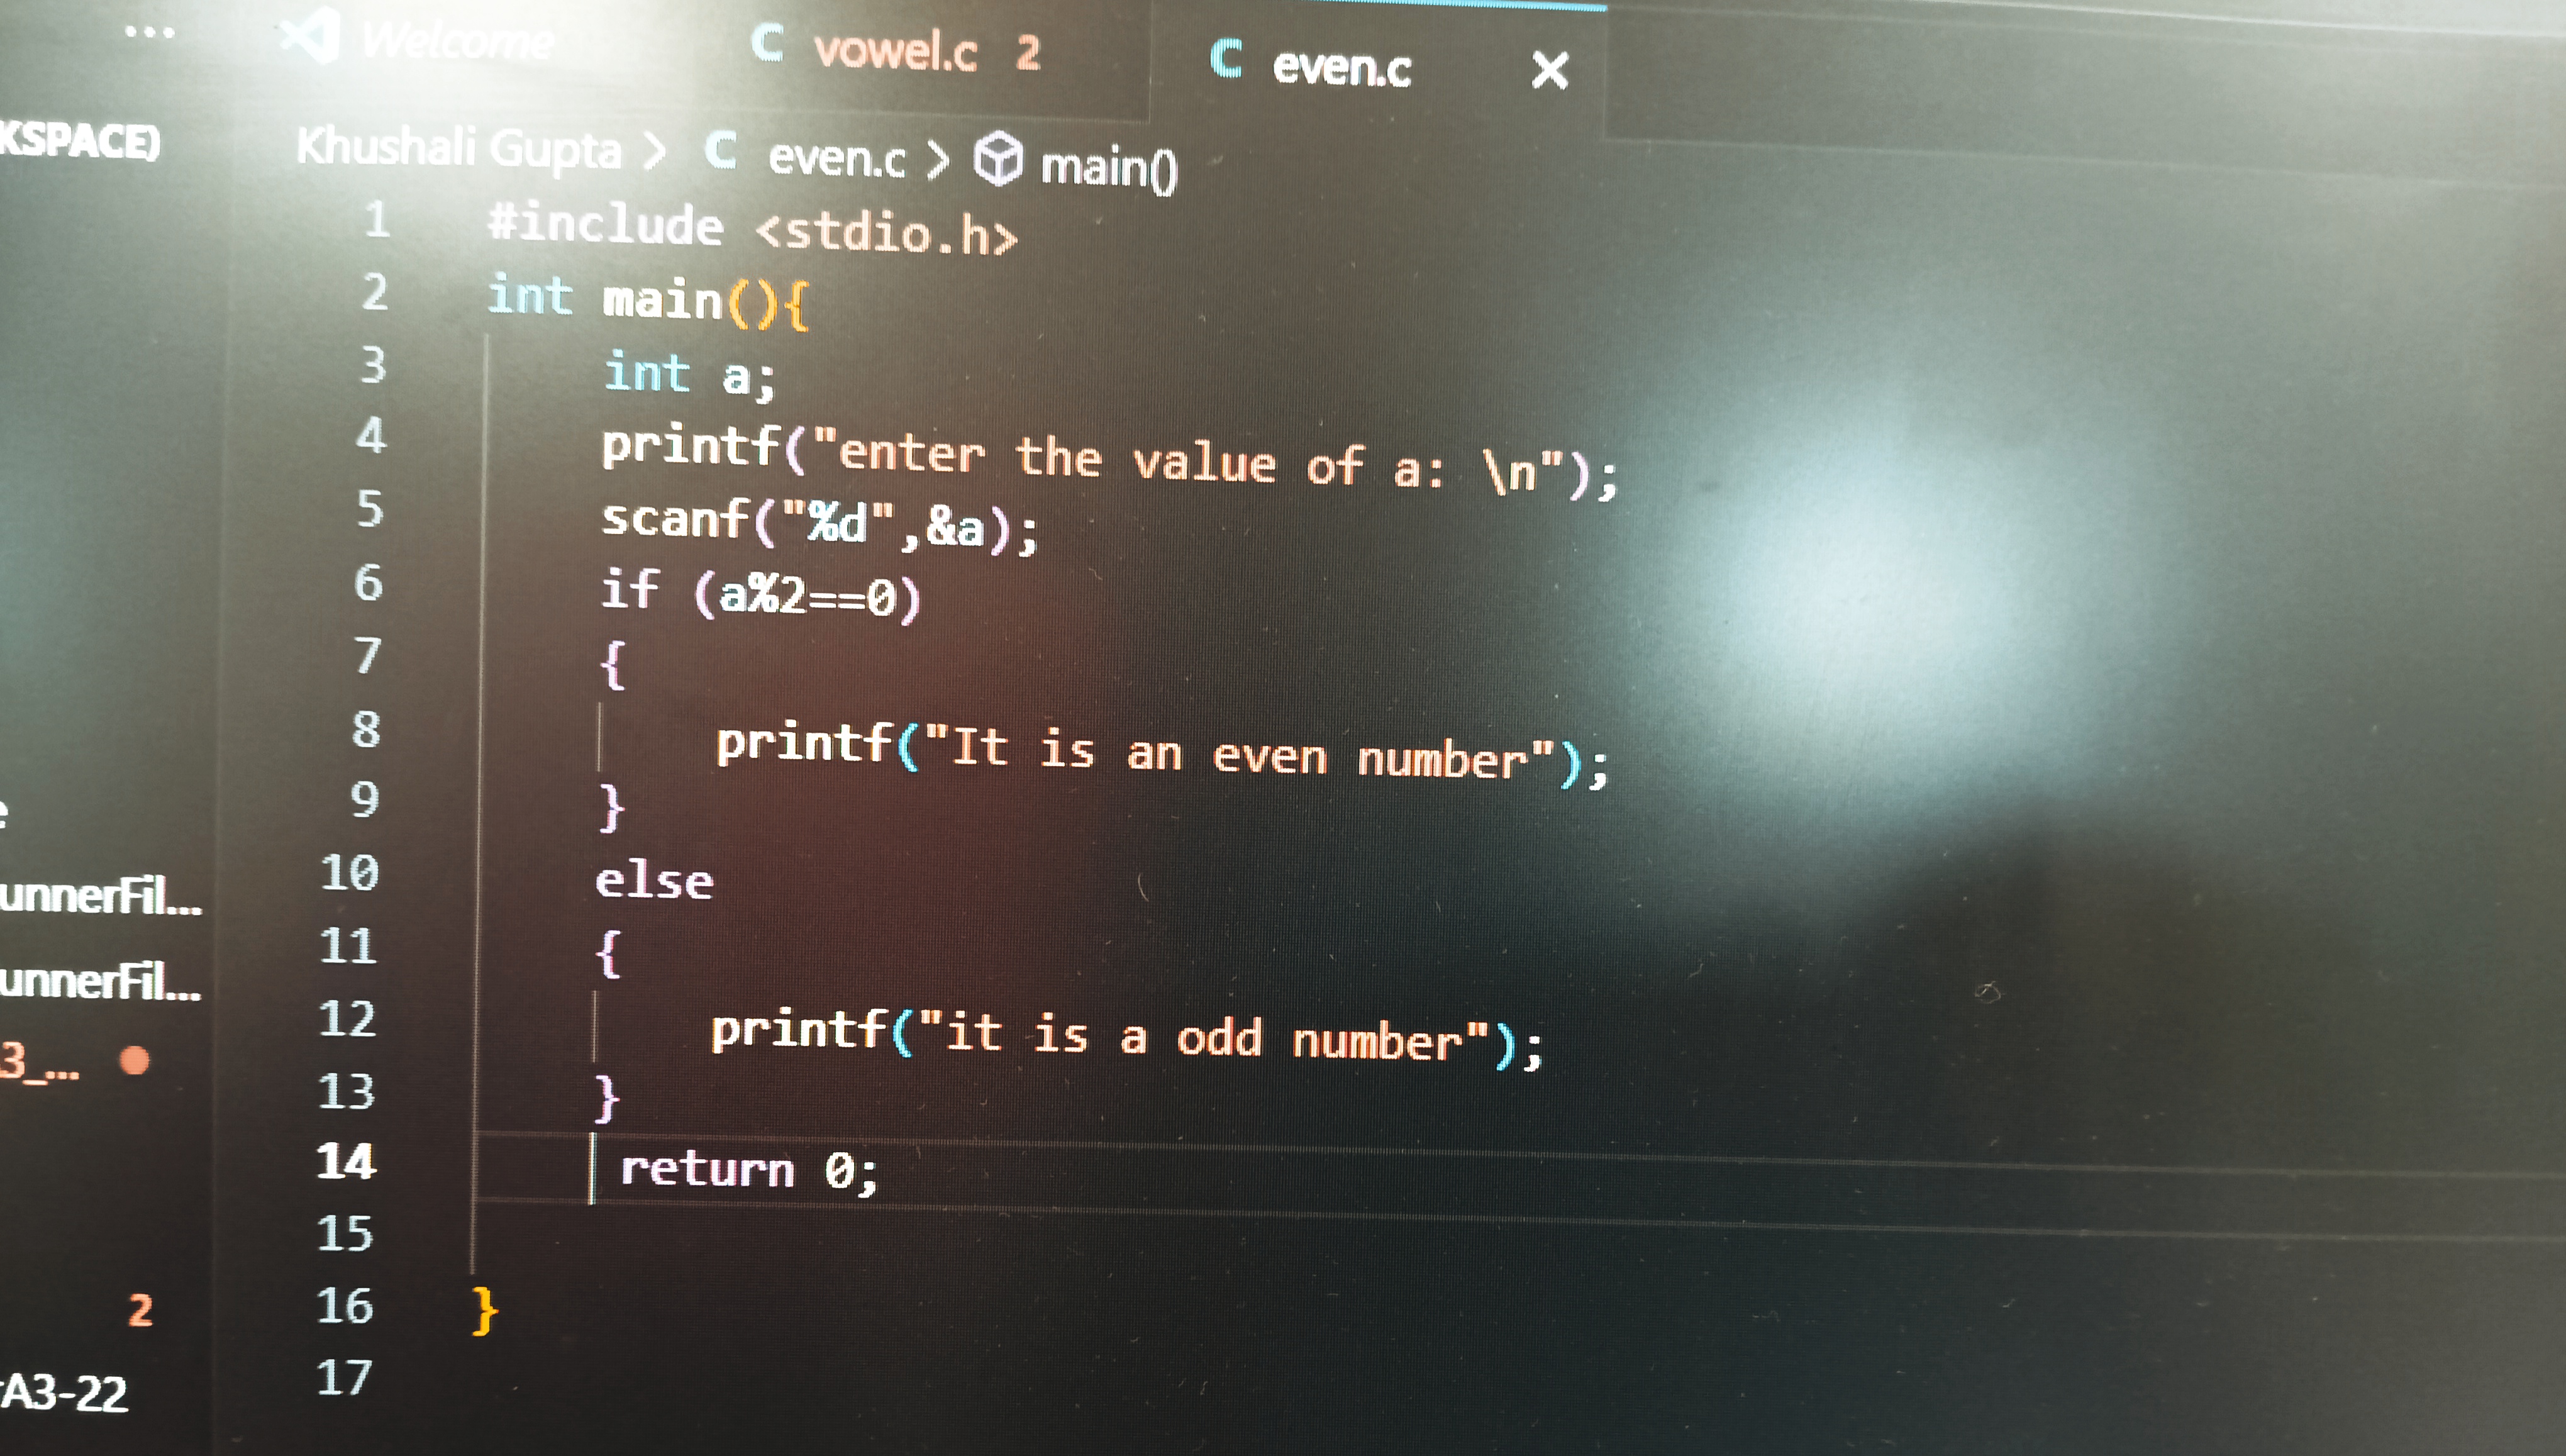 ... Welcome C vowel.c 2 C even.c ×
KSPACE) Khushali Gupta > C even.c > main()
1 #include <stdio.h>
2 int main(){
3 int a;
4 printf("enter the value of a: \n");
5 scanf("%d",&a);
6 if (a%2==0)
7 {
8 printf("It is an even number");
9 }
10 else
unnerFil...
11 {
unnerFil...
12 printf("it is a odd number");
3_...
13 }
14 return 0;
15
2
16 }
17
A3-22